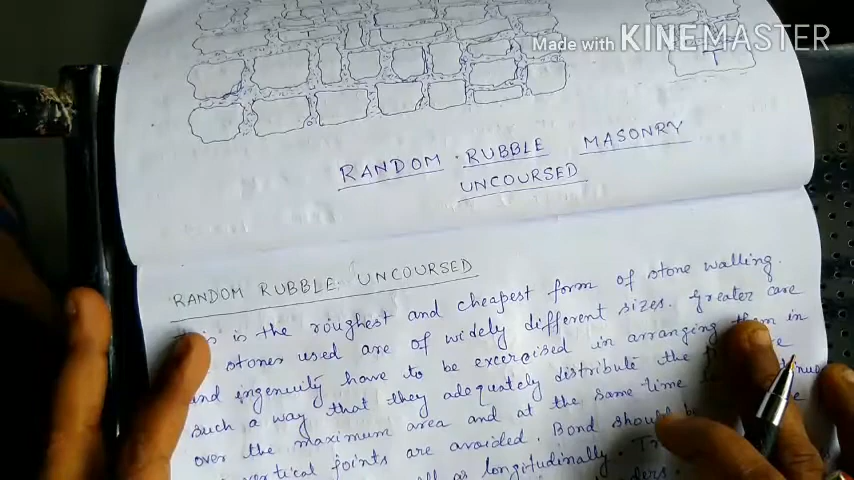 Made with KINEMASTER
RANDOM RUBBLE MASONRY
UNCOURSED
RANDOM RUBBLE UNCOURSED
is the roughest and cheapest form of stone walling.
stones used are of widely different sizes. Greater care
and ingenuity have to be excercised in arranging them in
such a way that they adequately distribute the
over the maximum area and at the same time
vertical joints are avoided. Bond should be
as longitudinally.